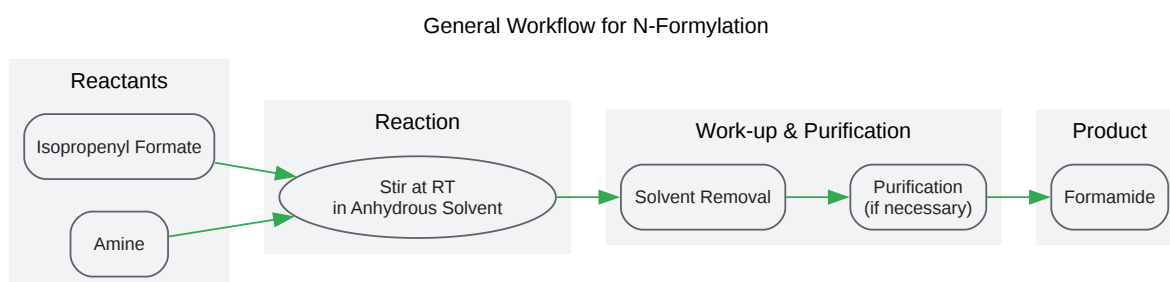 General Workflow for N-Formylation
Reactants
Isopropenyl Formate
Amine
Reaction
Stir at RT
in Anhydrous Solvent
Work-up & Purification
Solvent Removal
Purification
(if necessary)
Product
Formamide